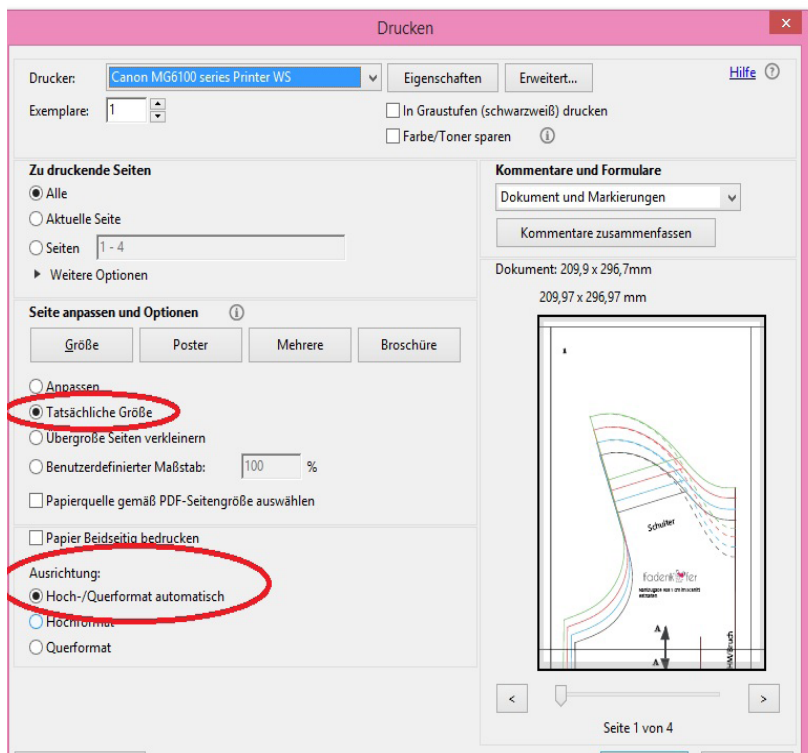 Drucken
Drucker: Canon MG6100 series Printer WS Eigenschaften Erweitert... Hilfe
Exemplare: 1
In Graustufen (schwarzweiß) drucken
Farbe/Toner sparen
Zu druckende Seiten
Alle
Aktuelle Seite
Seiten 1 - 4
Weitere Optionen
Seite anpassen und Optionen
Größe Poster Mehrere Broschüre
Anpassen
Tatsächliche Größe
Übergroße Seiten verkleinern
Benutzerdefinierter Maßstab: 100 %
Papierquelle gemäß PDF-Seitengröße auswählen
Papier Beidseitig bedrucken
Ausrichtung:
Hoch-/Querformat automatisch
Hochformat
Querformat
Kommentare und Formulare
Dokument und Markierungen
Kommentare zusammenfassen
Dokument: 209,9 x 296,7mm
209,97 x 296,97 mm
Schulter
A
A
< >
Seite 1 von 4